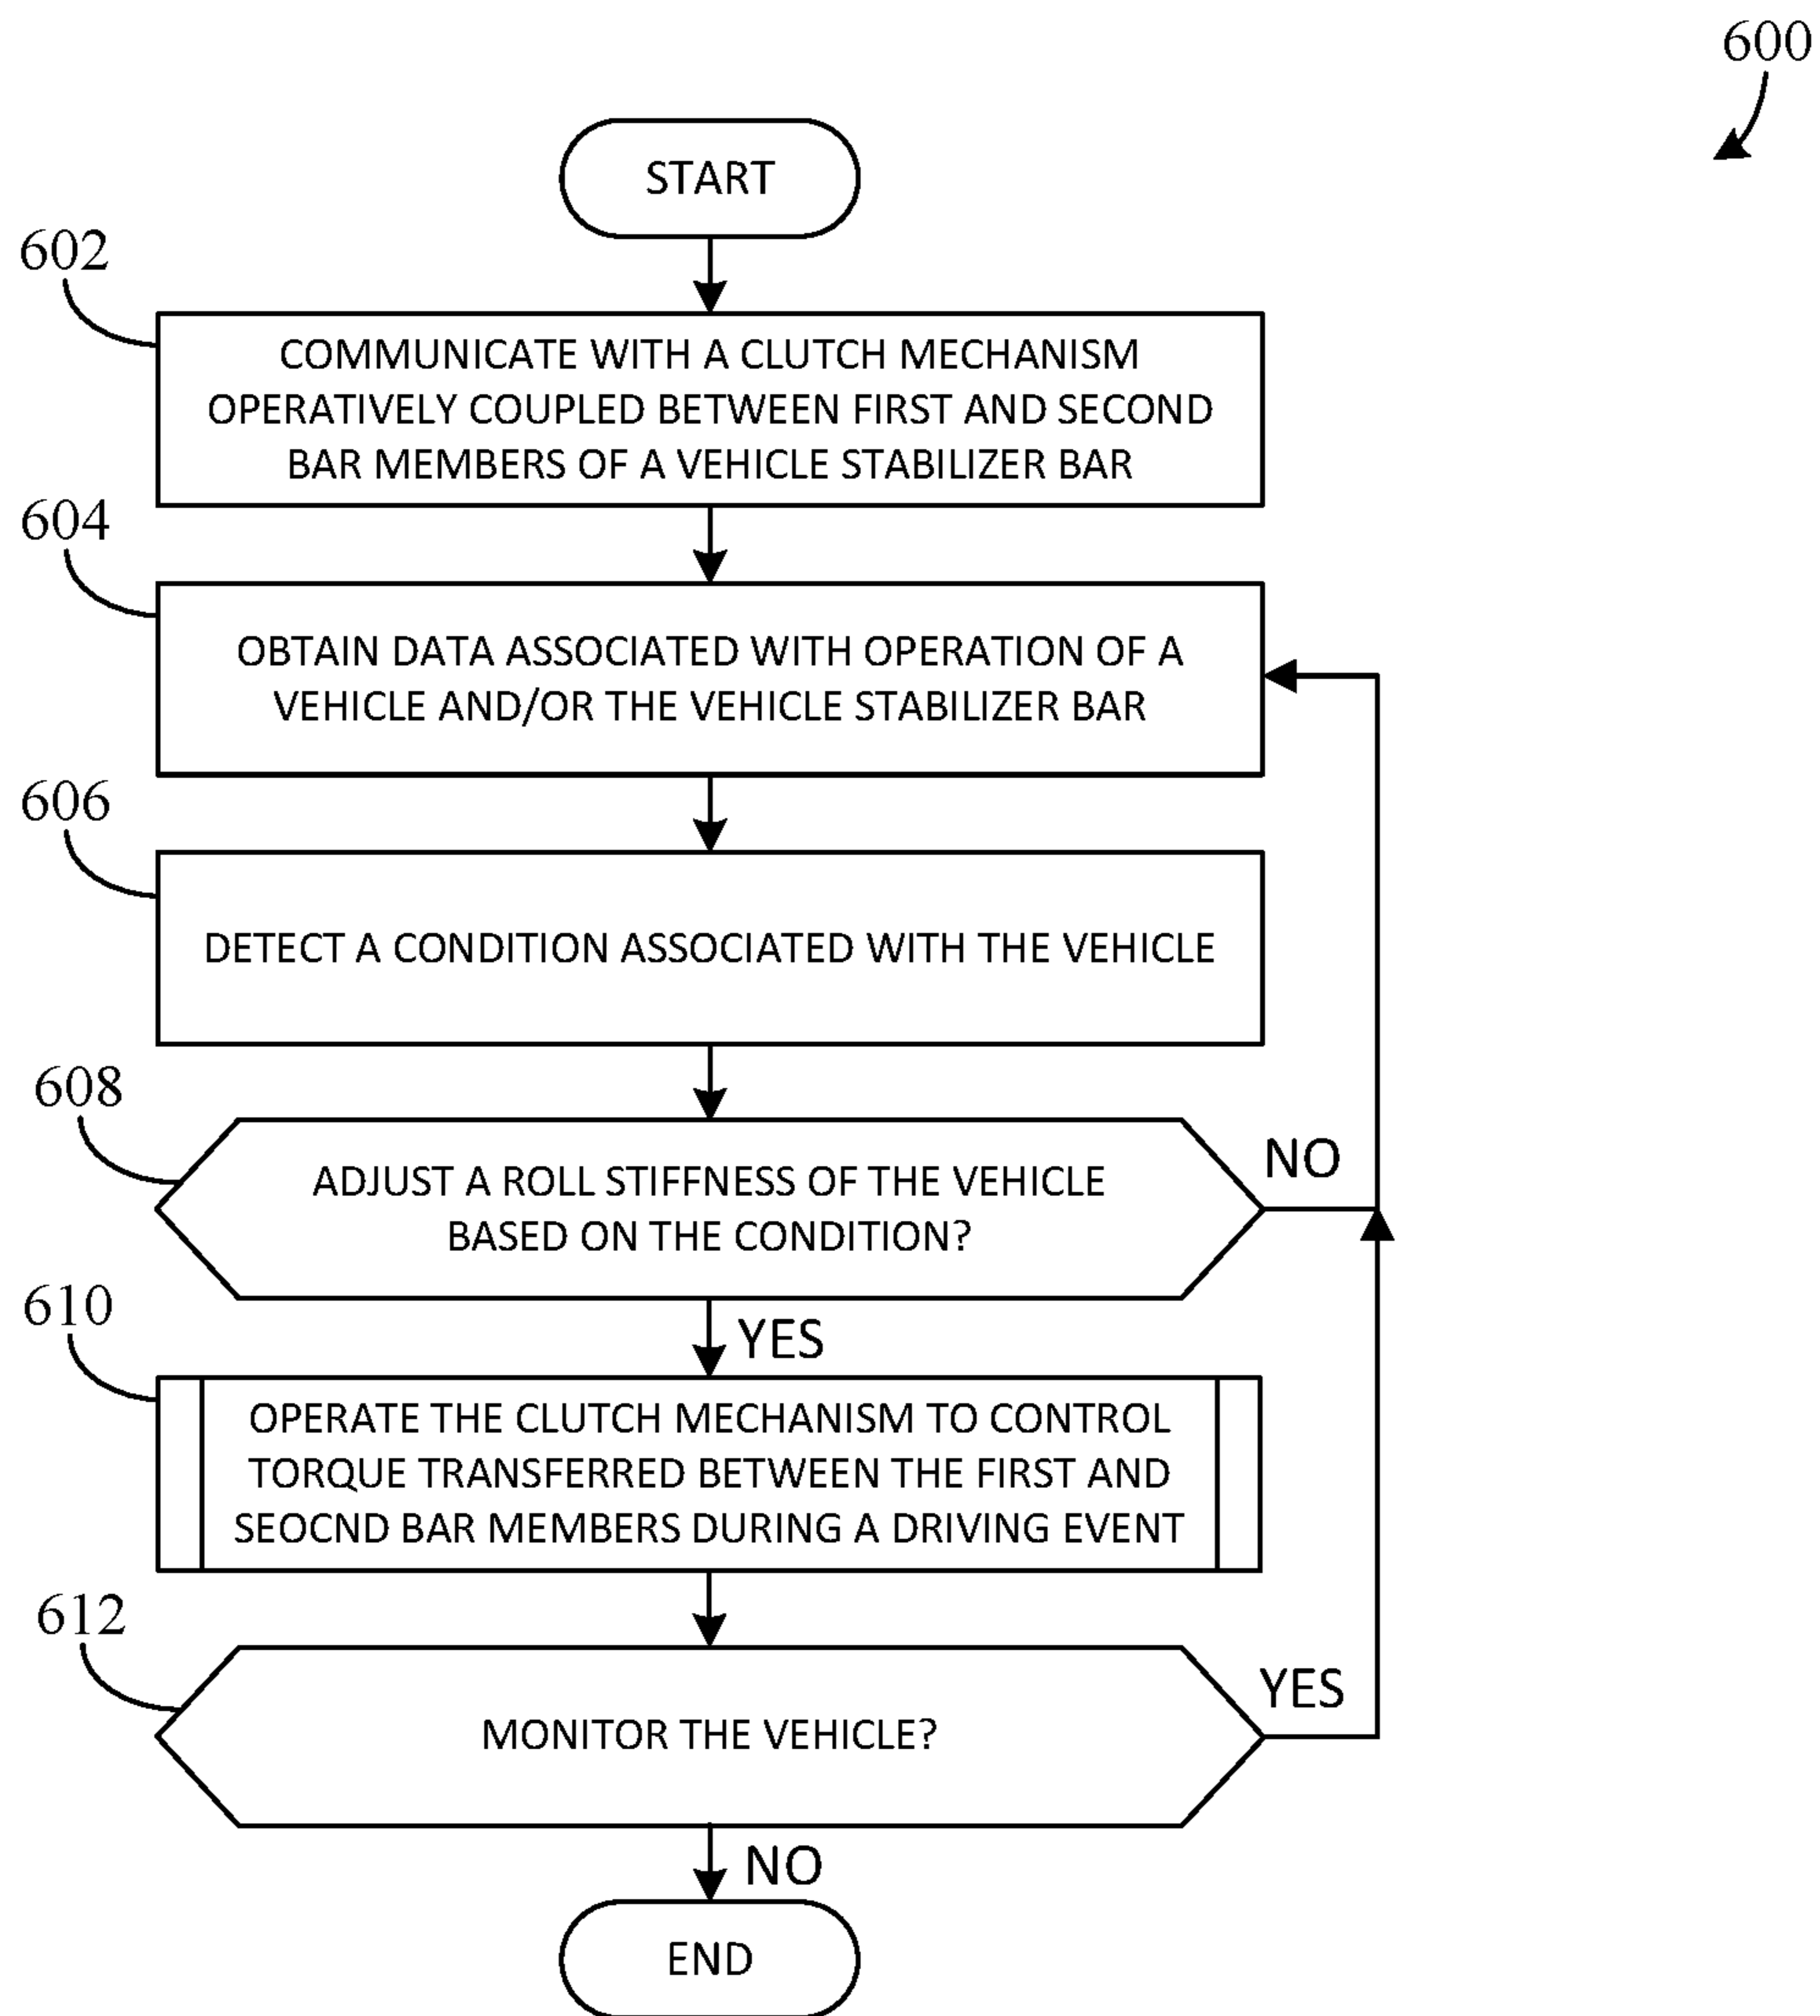 600
START
602
COMMUNICATE WITH A CLUTCH MECHANISM
OPERATIVELY COUPLED BETWEEN FIRST AND SECOND
BAR MEMBERS OF A VEHICLE STABILIZER BAR
604
OBTAIN DATA ASSOCIATED WITH OPERATION OF A
VEHICLE AND/OR THE VEHICLE STABILIZER BAR
606
DETECT A CONDITION ASSOCIATED WITH THE VEHICLE
608
ADJUST A ROLL STIFFNESS OF THE VEHICLE
BASED ON THE CONDITION?
NO
YES
610
OPERATE THE CLUTCH MECHANISM TO CONTROL
TORQUE TRANSFERRED BETWEEN THE FIRST AND
SEOCND BAR MEMBERS DURING A DRIVING EVENT
612
MONITOR THE VEHICLE?
YES
NO
END